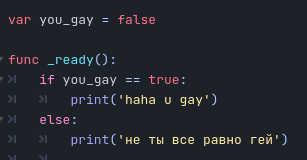 var you_gay = false
func _ready():
if you_gay == true:
print('haha u gay')
else:
print('не ты все равно гей')